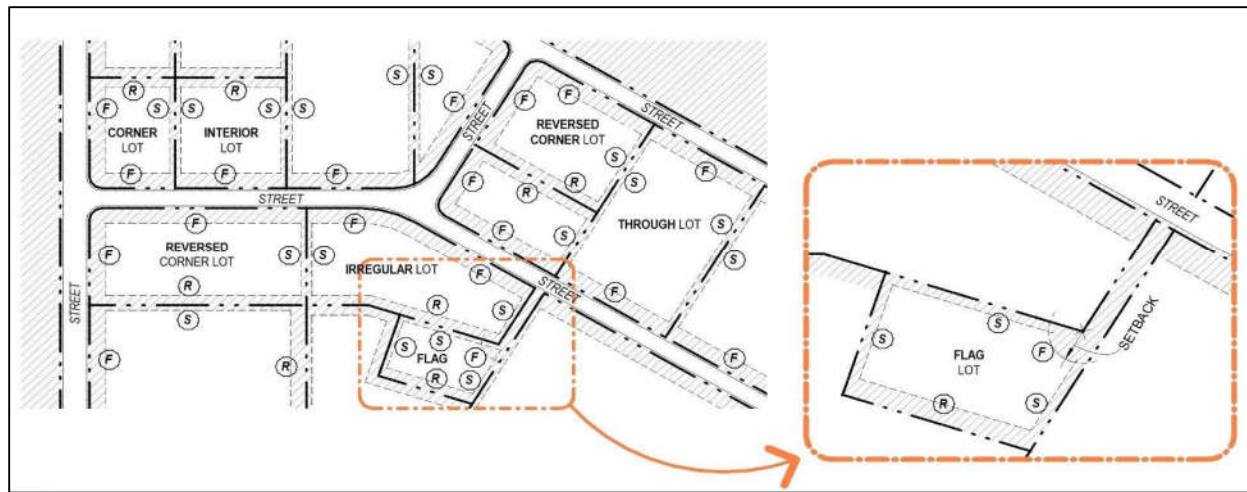 S S
R R
F S S S
F
F F
STREET
STREET
CORNER
LOT
INTERIOR
LOT
F F F
REVERSED
CORNER LOT
S
S
F
R R
F
STREET
F
S
F F
REVERSED
CORNER LOT
F
S S
R
IRREGULAR LOT
F
R
S
THROUGH LOT
S
S
F
STREET
STREET
S
F
R
F
S
S
F
FLAG
R
S
F
STREET
S
S
F
FLAG
LOT
R
S
SETBACK